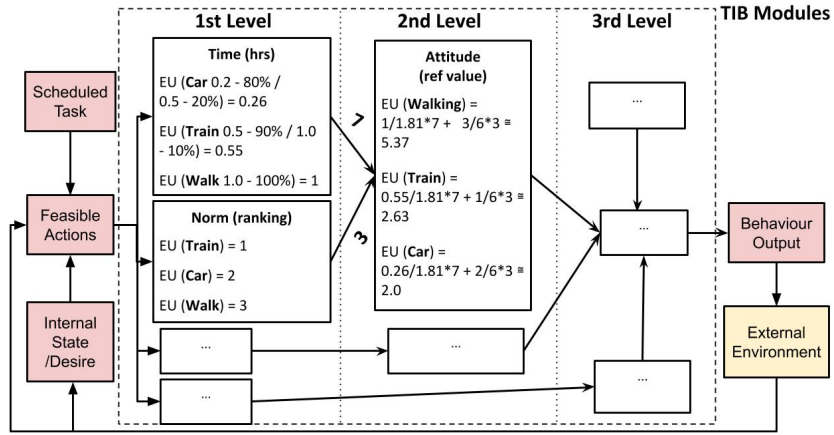 1st Level
2nd Level
3rd Level
TIB Modules
Scheduled
Task
Feasible
Actions
Internal
State
/Desire
Time (hrs)
EU (Car 0.2 - 80% /
0.5 - 20%) = 0.26
EU (Train 0.5 - 90% / 1.0
- 10%) = 0.55
EU (Walk 1.0 - 100%) = 1
Norm (ranking)
EU (Train) = 1
EU (Car) = 2
EU (Walk) = 3
...
...
7
3
Attitude
(ref value)
EU (Walking) =
1/1.81*7 + 3/6*3 ≅
5.37
EU (Train) =
0.55/1.81*7 + 1/6*3 ≅
2.63
EU (Car) =
0.26/1.81*7 + 2/6*3 ≅
2.0
...
...
...
...
Behaviour
Output
External
Environment